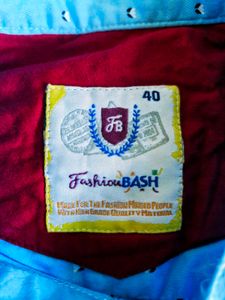 40
FB
FashionBASH
MADE FOR THE FASHION MINDED PEOPLE
WITH HIGH GRADE QUALITY MATERIAL